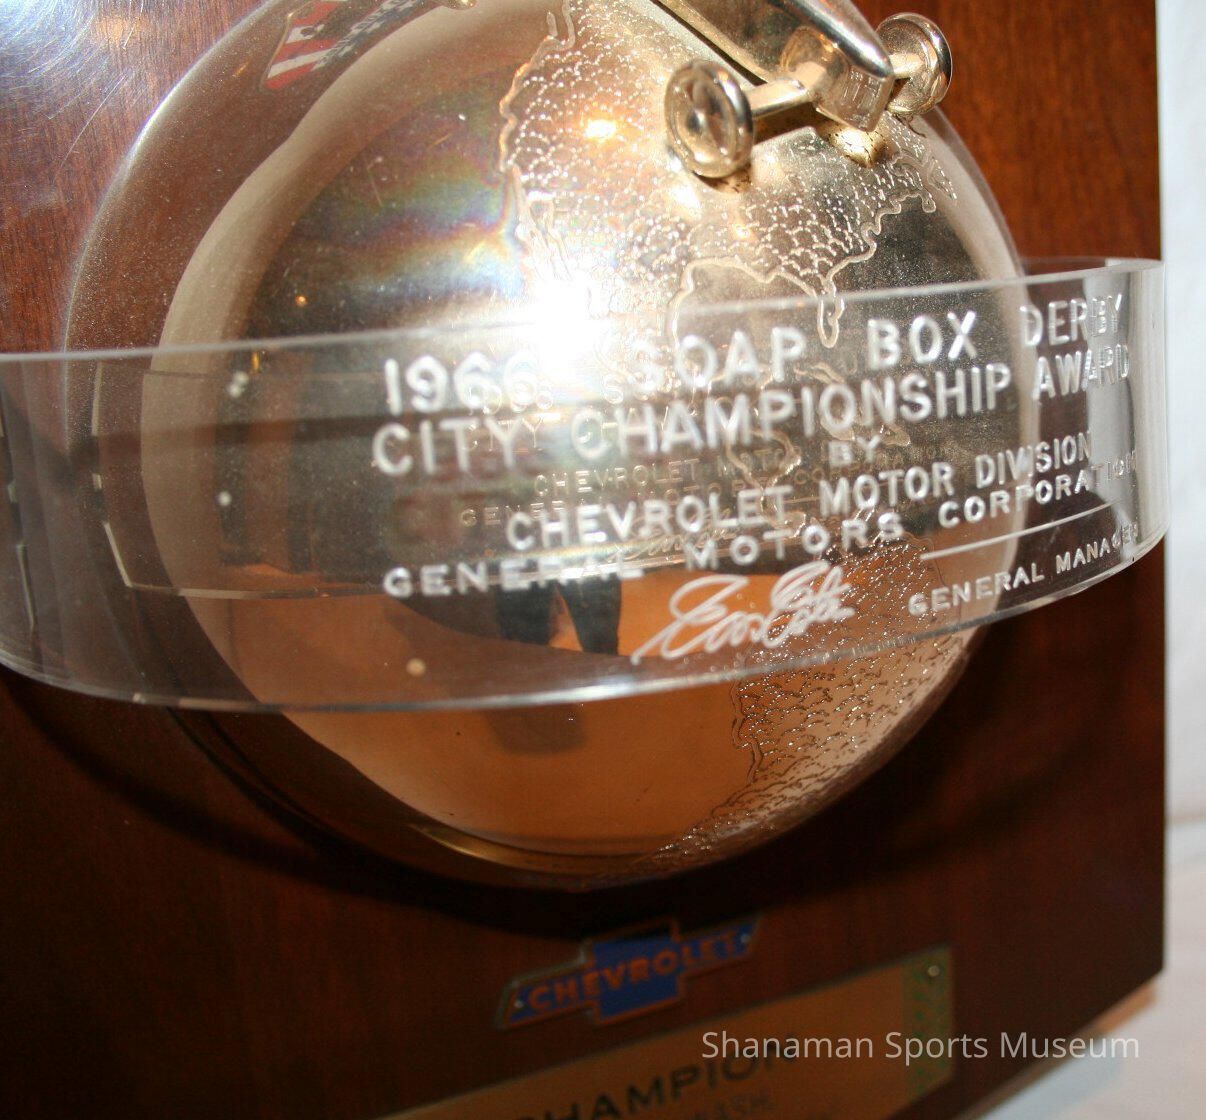 1966 SOAP BOX DERBY
CITY CHAMPIONSHIP AWARD
BY
CHEVROLET MOTOR DIVISION
GENERAL MOTORS CORPORATION
GENERAL MANAGER
CHEVROLET
CHAMPION
Shanaman Sports Museum